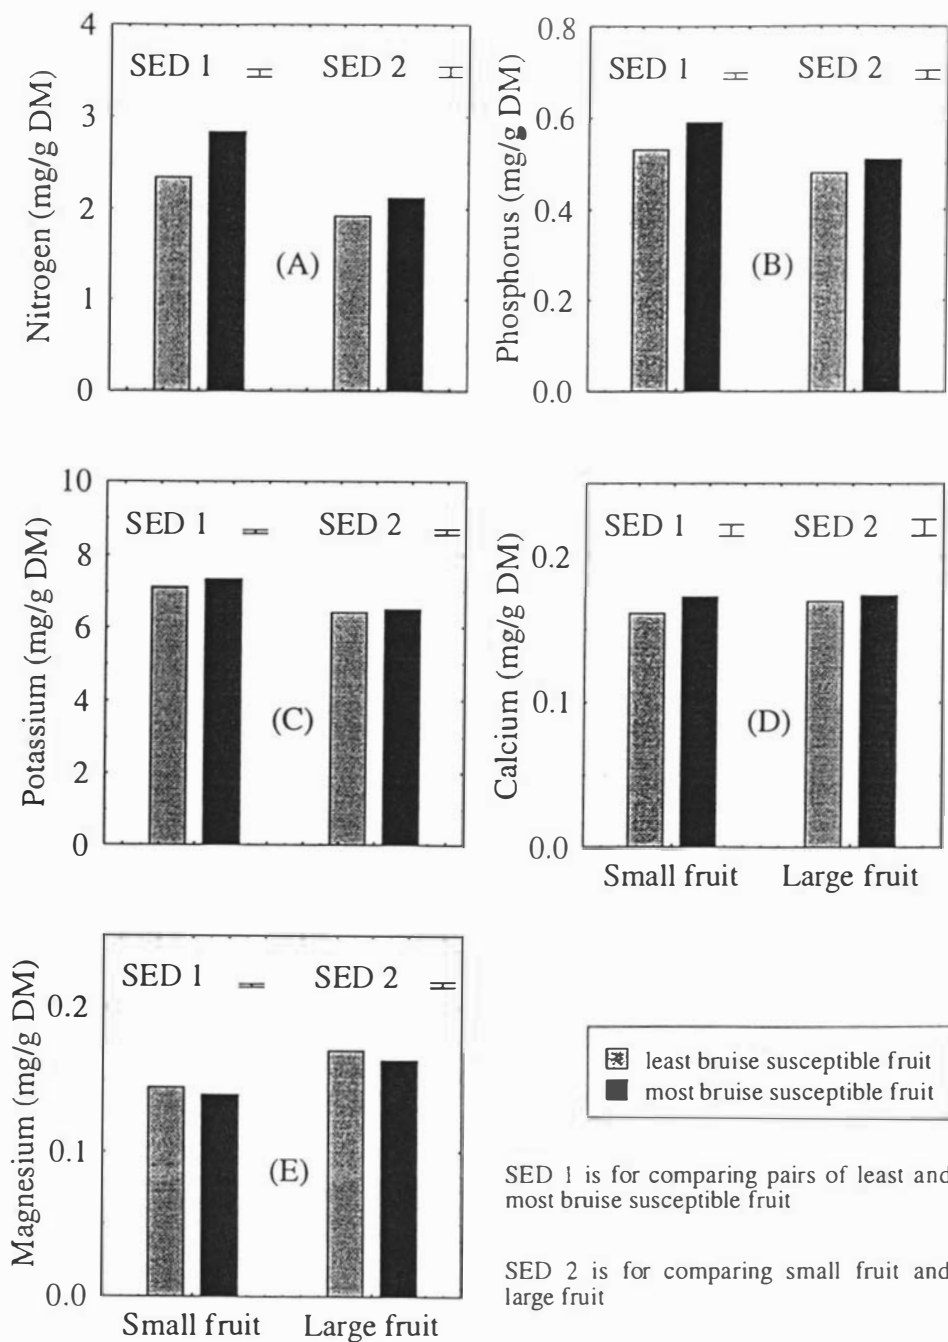 Nitrogen (mg/g DM)
4
3
2
1
0
SED 1
SED 2
(A)
Phosphorus (mg/g DM)
0.8
0.6
0.4
0.2
0.0
SED 1
SED 2
(B)
Potassium (mg/g DM)
10
8
6
4
2
0
SED 1
SED 2
(C)
Calcium (mg/g DM)
0.2
0.1
0.0
SED 1
SED 2
(D)
Small fruit
Large fruit
Magnesium (mg/g DM)
0.2
0.1
0.0
SED 1
SED 2
(E)
Small fruit
Large fruit
least bruise susceptible fruit
most bruise susceptible fruit
SED 1 is for comparing pairs of least and
most bruise susceptible fruit
SED 2 is for comparing small fruit and
large fruit